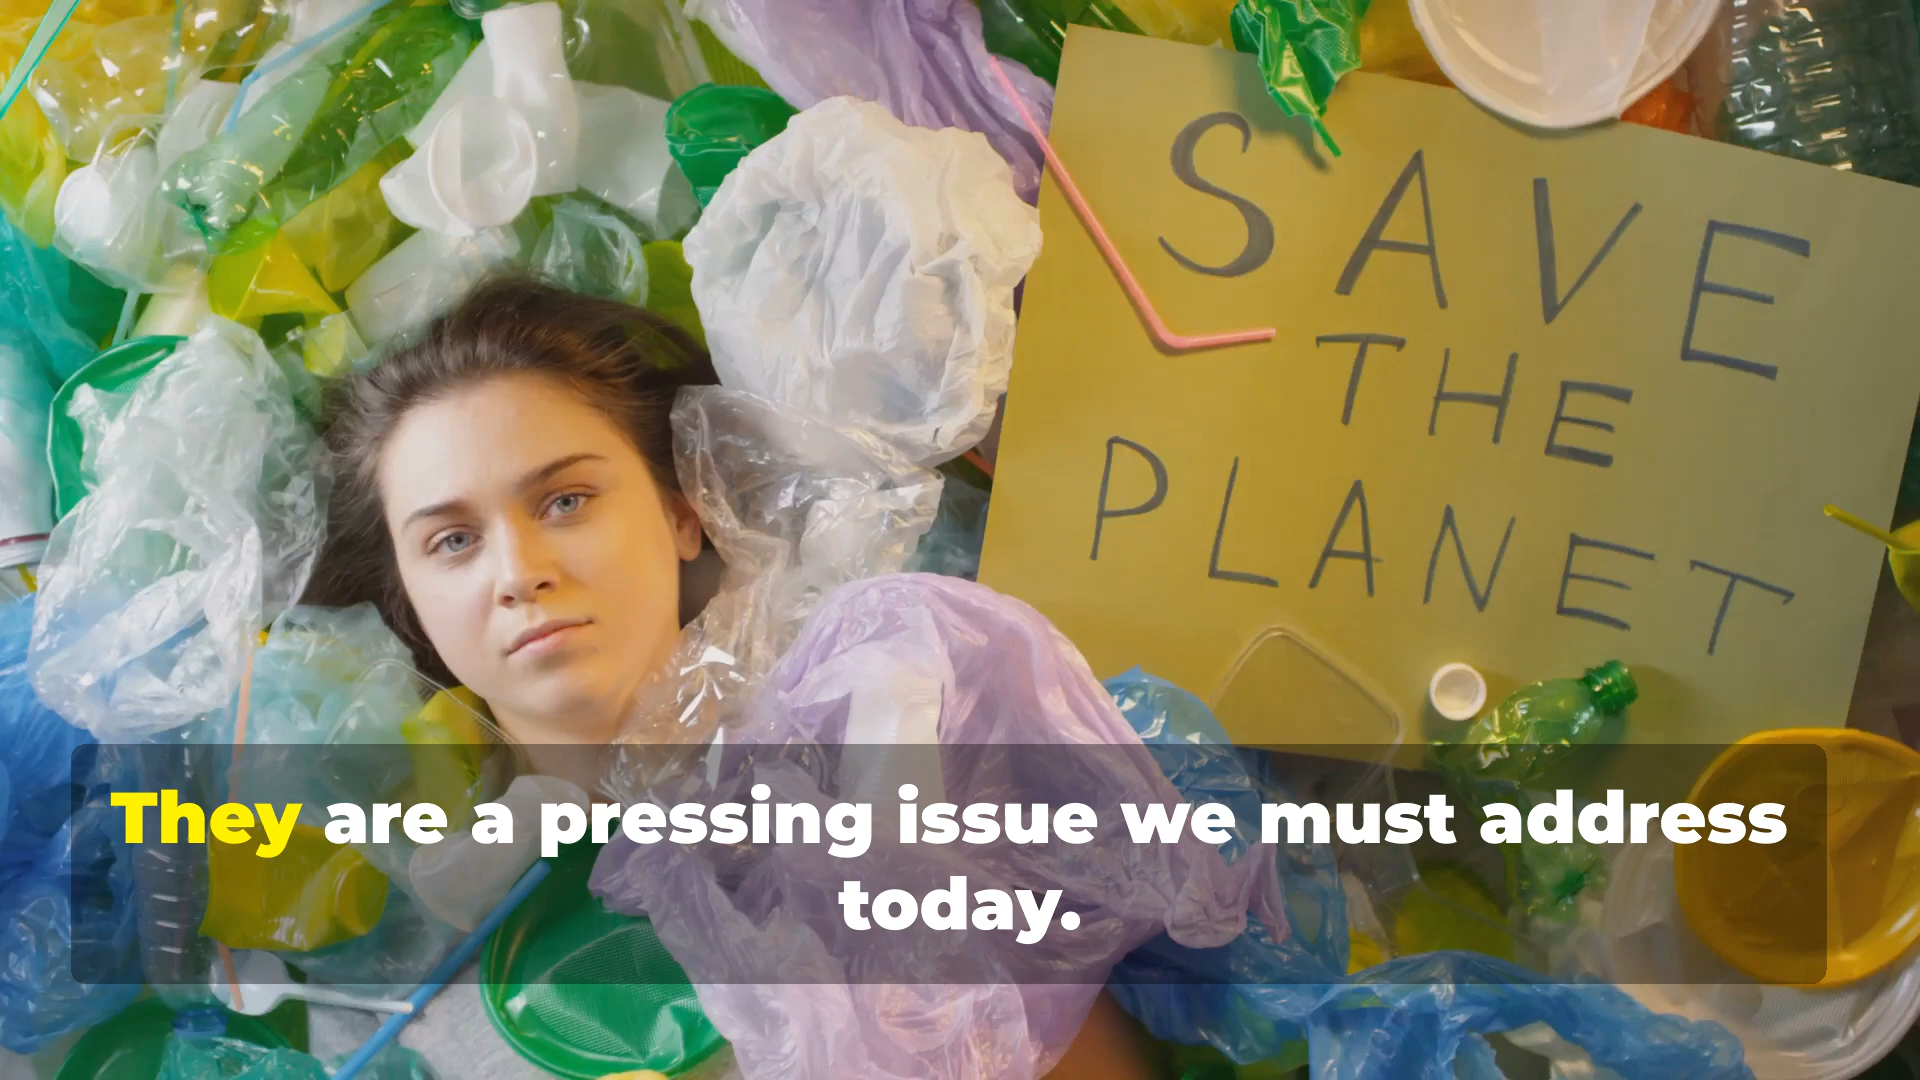 SAVE
THE
PLANET
They are a pressing issue we must address
today.